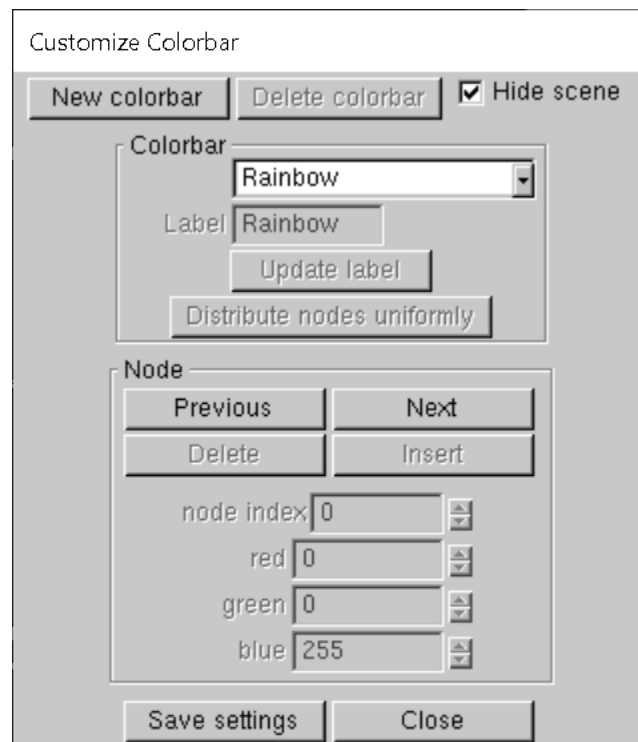 Customize Colorbar
New colorbar Delete colorbar Hide scene
Colorbar
Rainbow
Label Rainbow
Update label
Distribute nodes uniformly
Node
Previous Next
Delete Insert
node index 0
red 0
green 0
blue 255
Save settings Close